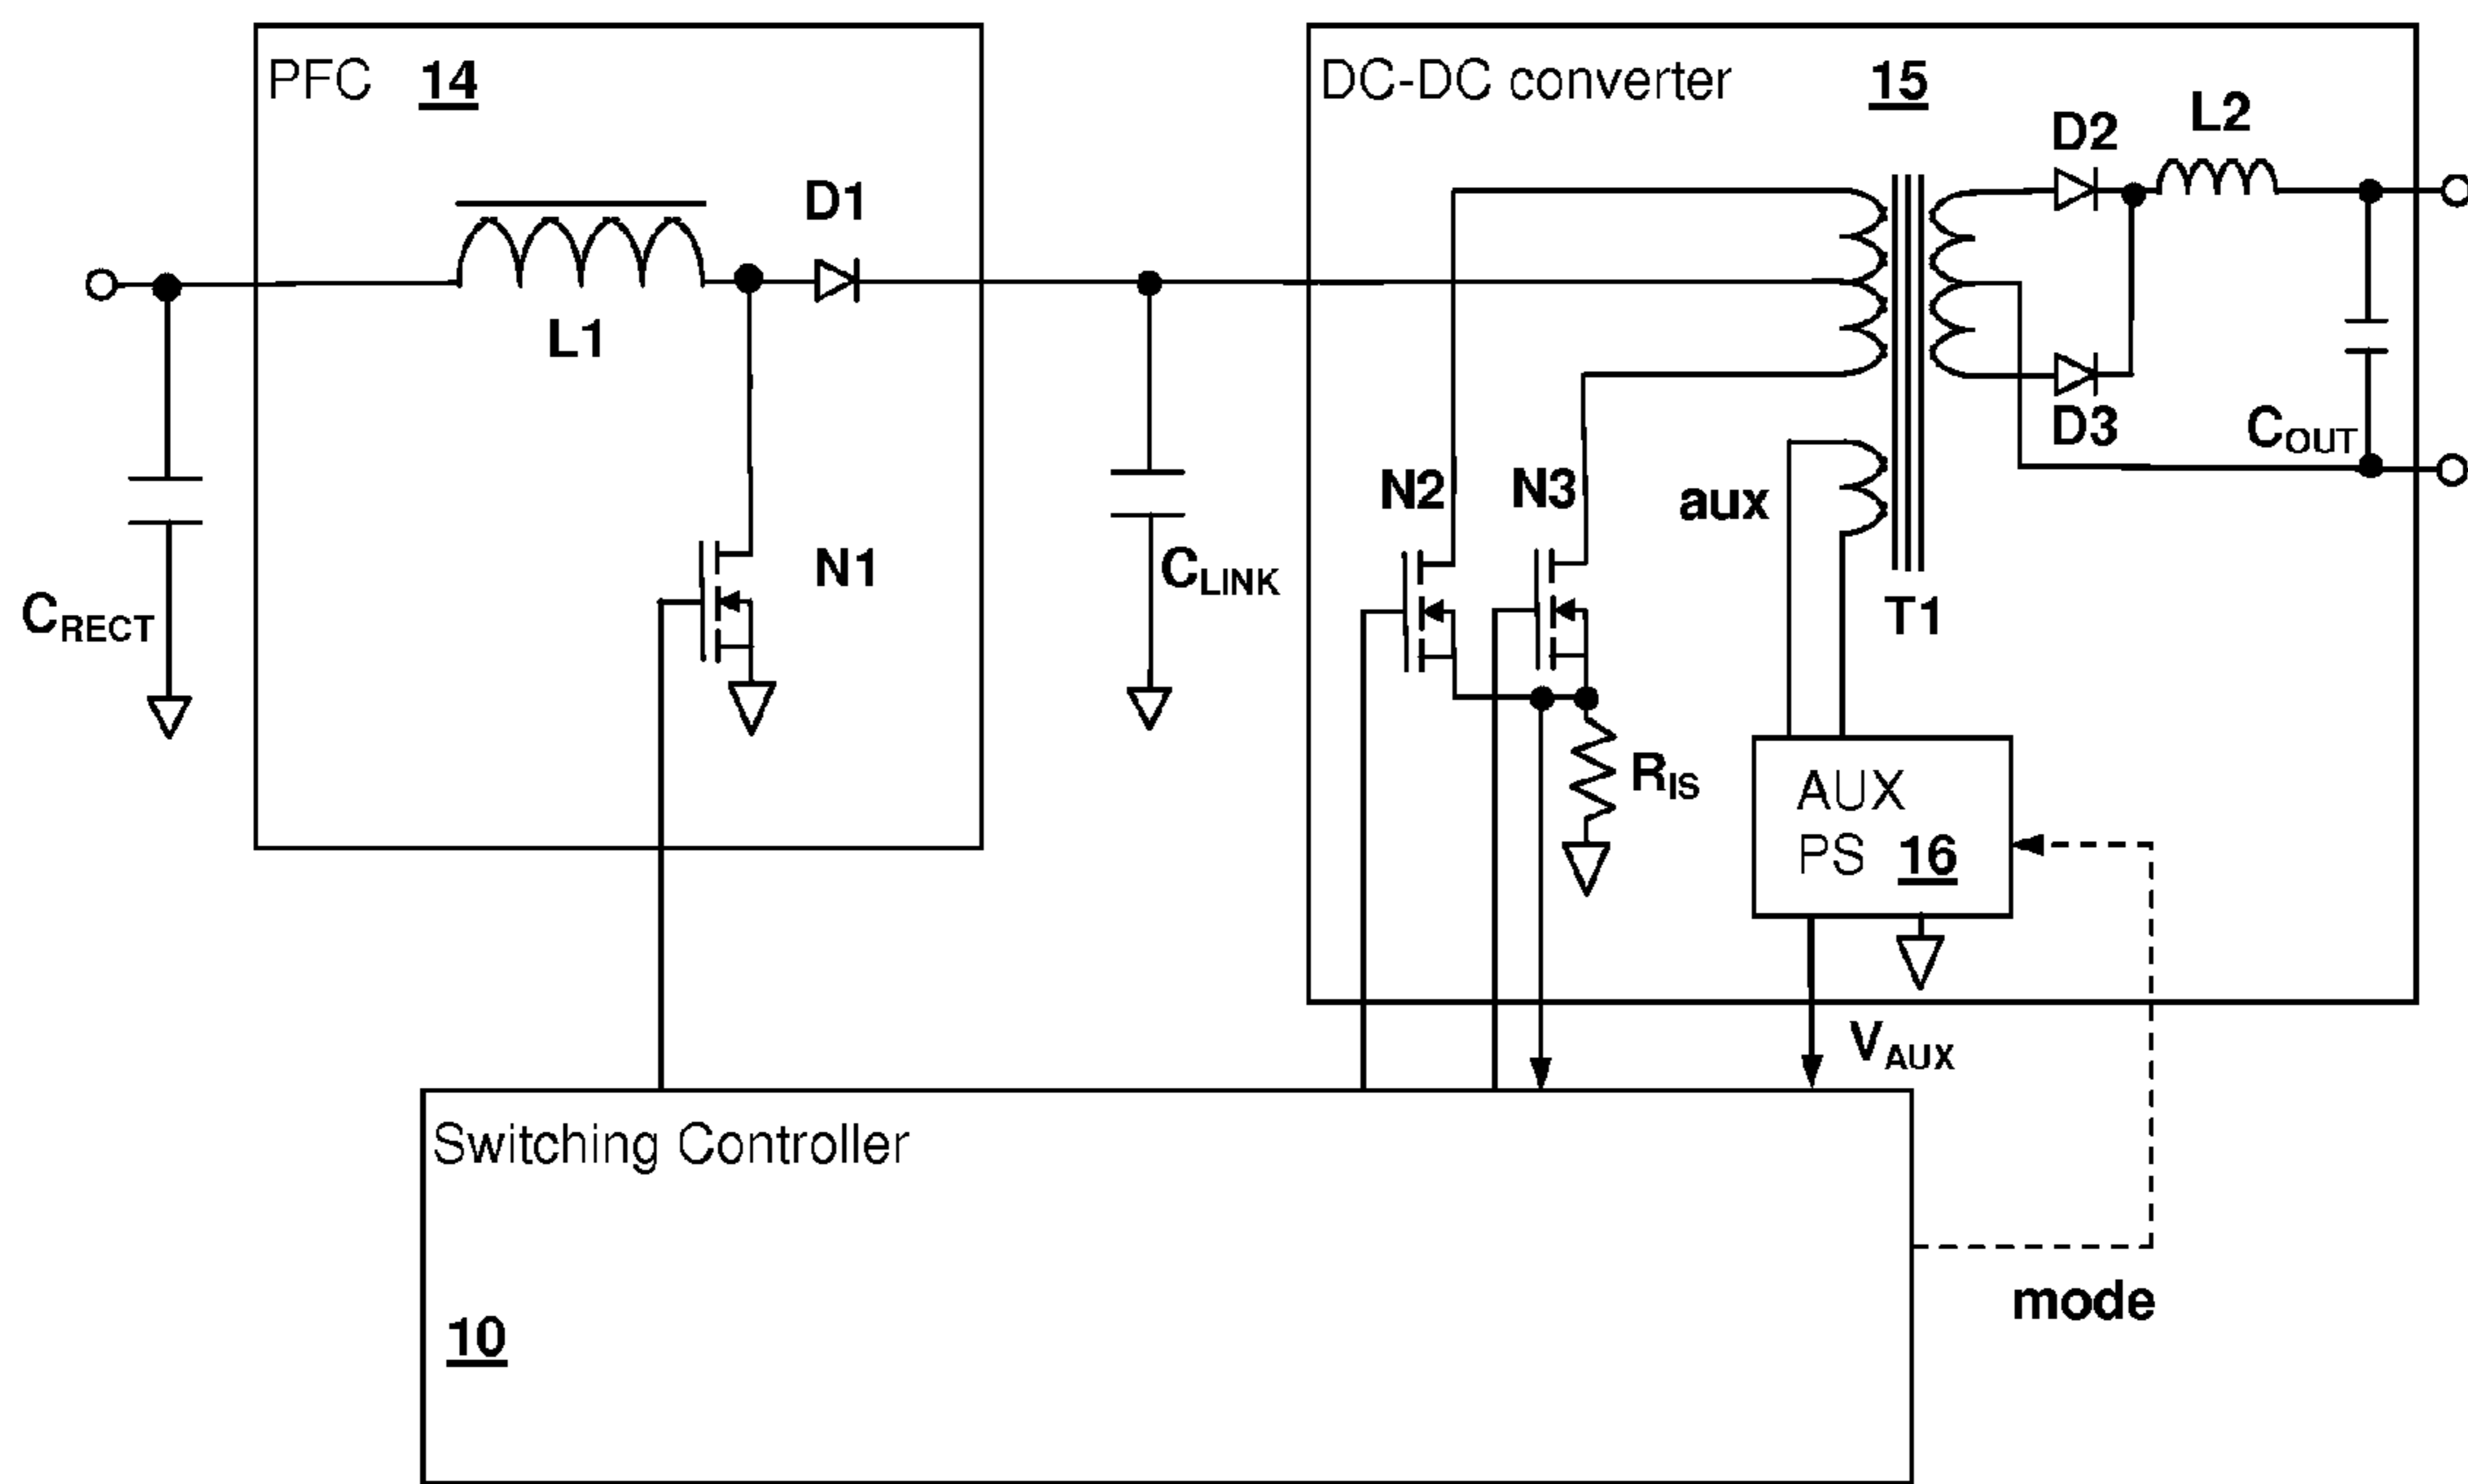 PFC 14
DC-DC converter 15
D2
L2
D1
L1
D3
COUT
N2
N3
aux
N1
CLINK
CRECT
T1
RIS
AUX
PS 16
VAUX
Switching Controller
mode
10